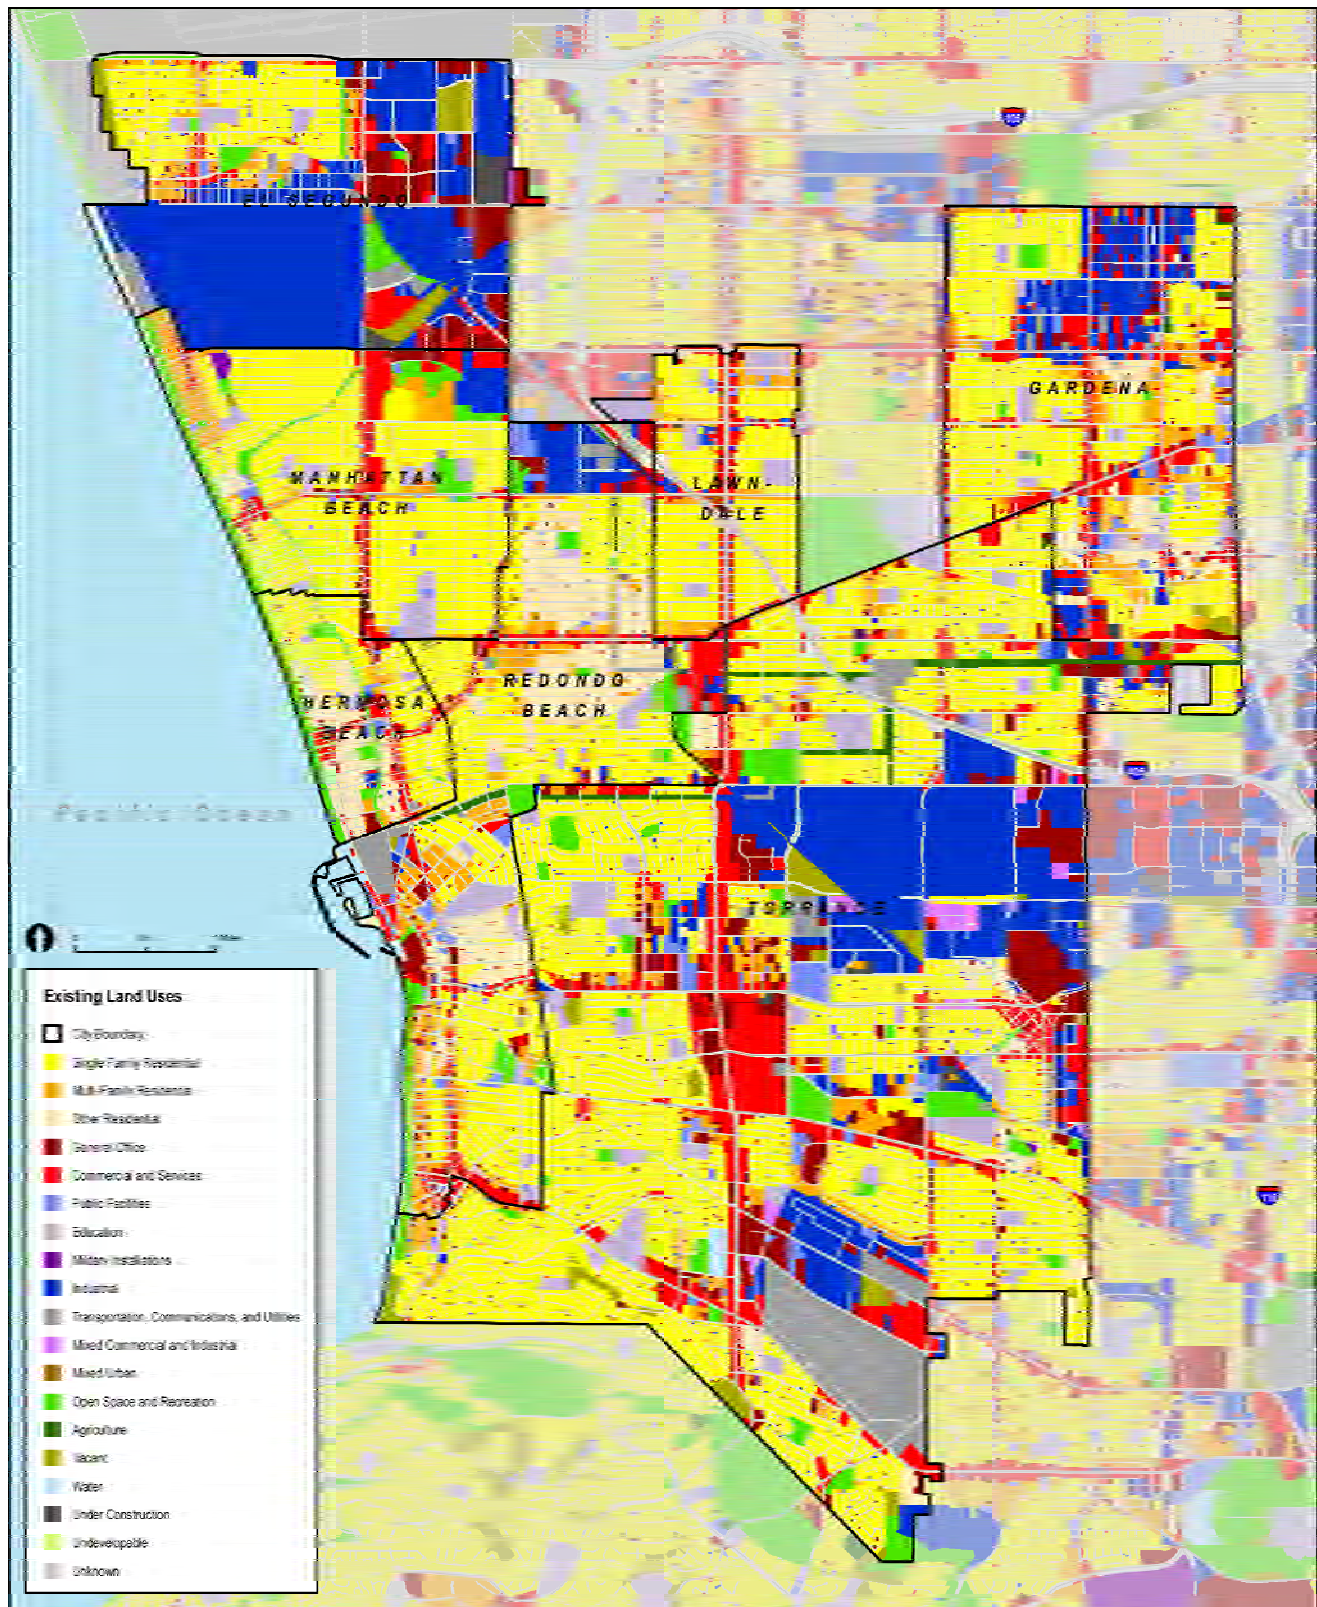 405
EL SEGUNDO
GARDENA
MANHATTAN
BEACH
LAWN-
DALE
REDONDO
BEACH
HERMOSA
BEACH
405
Pacific Ocean
TORRANCE
Existing Land Uses
City Boundary
Single Family Residential
Multi-Family Residential
Other Residential
General Office
Commercial and Services
Public Facilities
Education
Military Installations
Industrial
Transportation, Communications, and Utilities
Mixed Commercial and Industrial
Mixed Urban
Open Space and Recreation
Agriculture
Vacant
Water
Under Construction
Undevelopable
Unknown
110